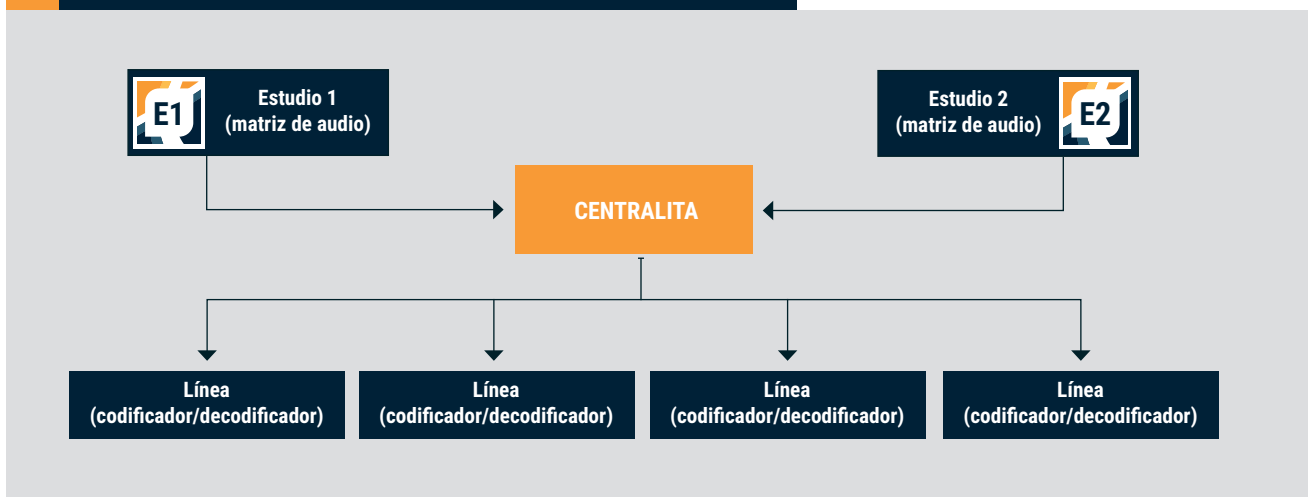 E1
Estudio 1
(matriz de audio)
Estudio 2
(matriz de audio)
E2
CENTRALITA
Línea
(codificador/decodificador)
Línea
(codificador/decodificador)
Línea
(codificador/decodificador)
Línea
(codificador/decodificador)